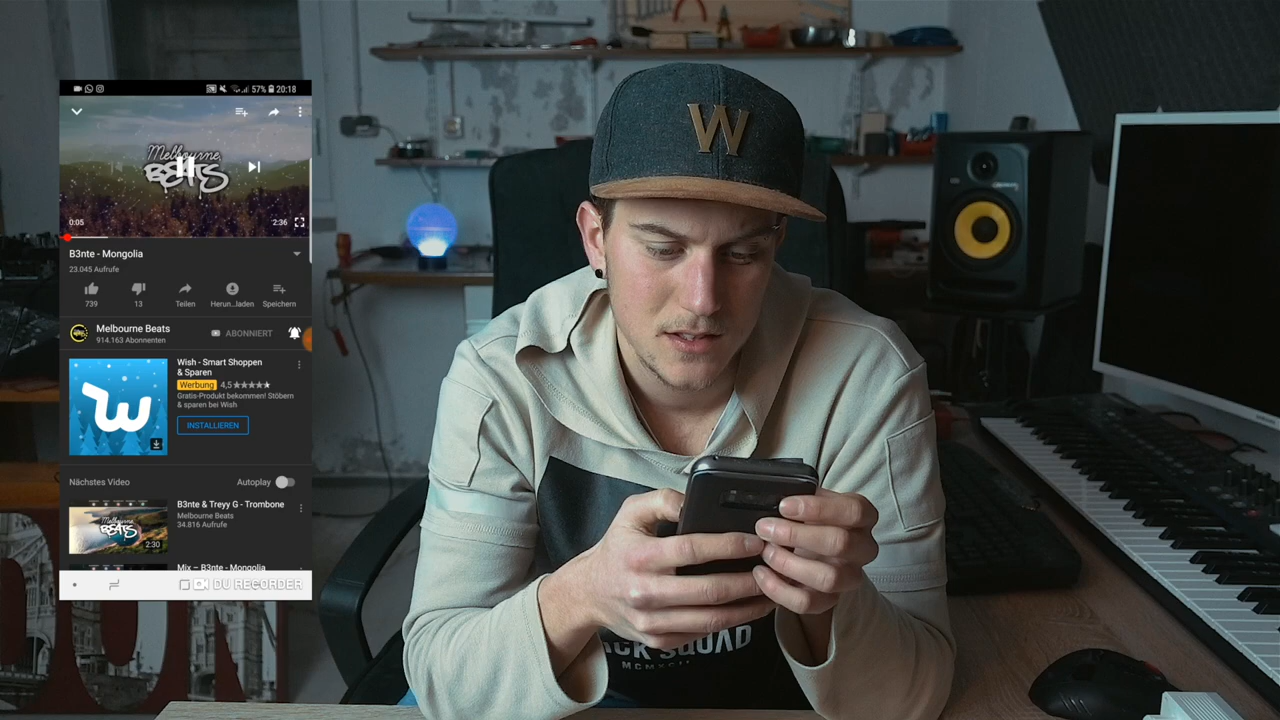 57% 20:18
Melbourne
BEATS
0:05
2:36
B3nte - Mongolia
23.045 Aufrufe
739
13
Teilen
Herun...laden
Speichern
Melbourne Beats
914.163 Abonnenten
ABONNIERT
Wish - Smart Shoppen
& Sparen
Werbung 4,5★★★★★
Gratis-Produkt bekommen! Stöbern
& sparen bei Wish
INSTALLIEREN
Nächstes Video
Autoplay
Melbourne
BEATS
2:30
B3nte & Treyy G - Trombone
Melbourne Beats
34.816 Aufrufe
Mix – B3nte - Mongolia
DU RECORDER
W
SQUAD
MCMXCII